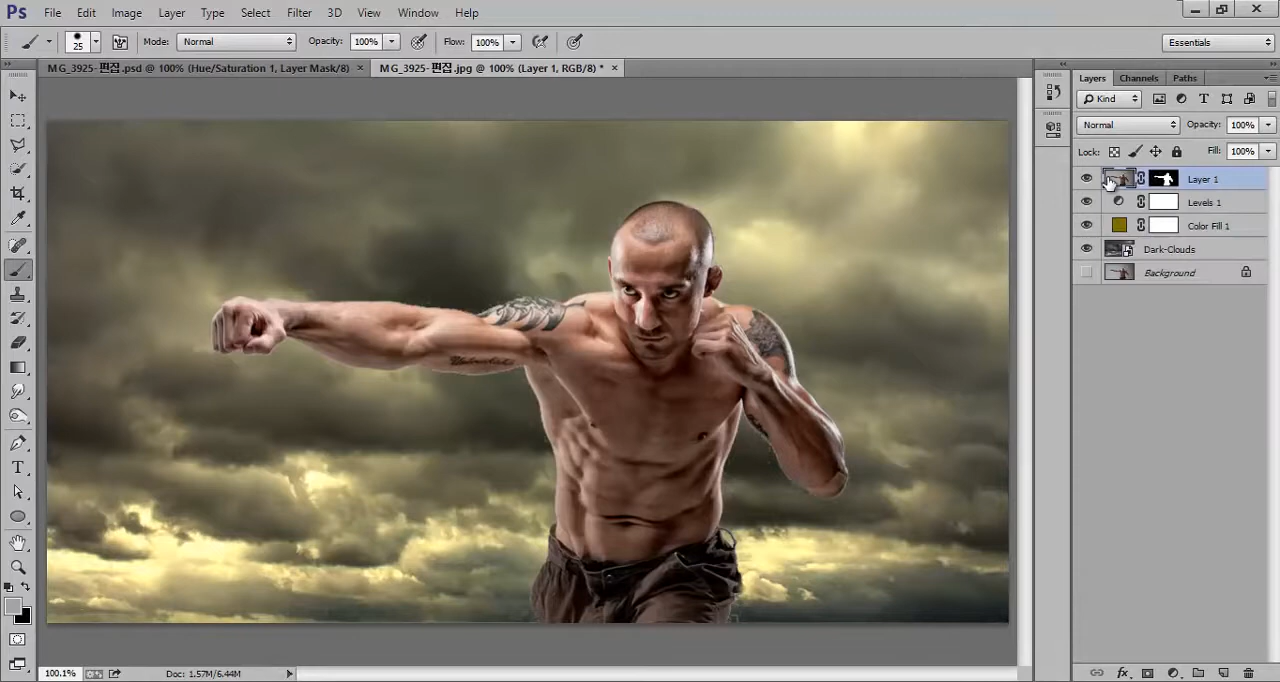 Ps File Edit Image Layer Type Select Filter 3D View Window Help
25 Mode: Normal Opacity: 100% Flow: 100% Essentials
MG_3925-편집.psd @ 100% (Hue/Saturation 1, Layer Mask/8) × MG_3925-편집.jpg @ 100% (Layer 1, RGB/8) * ×
Layers Channels Paths
Kind
Normal Opacity: 100%
Lock: Fill: 100%
Layer 1
Levels 1
Color Fill 1
Dark-Clouds
Background
100.1% Doc: 1.57M/6.44M